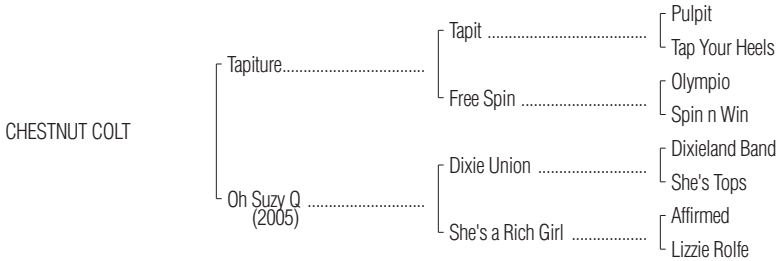 Pulpit
Tapit ........................................
Tap Your Heels
Tapiture....................................
Olympio
Free Spin ................................
Spin n Win
CHESTNUT COLT
Dixieland Band
Dixie Union ...........................
She's Tops
Oh Suzy Q .............................
(2005)
Affirmed
She's a Rich Girl ...................
Lizzie Rolfe